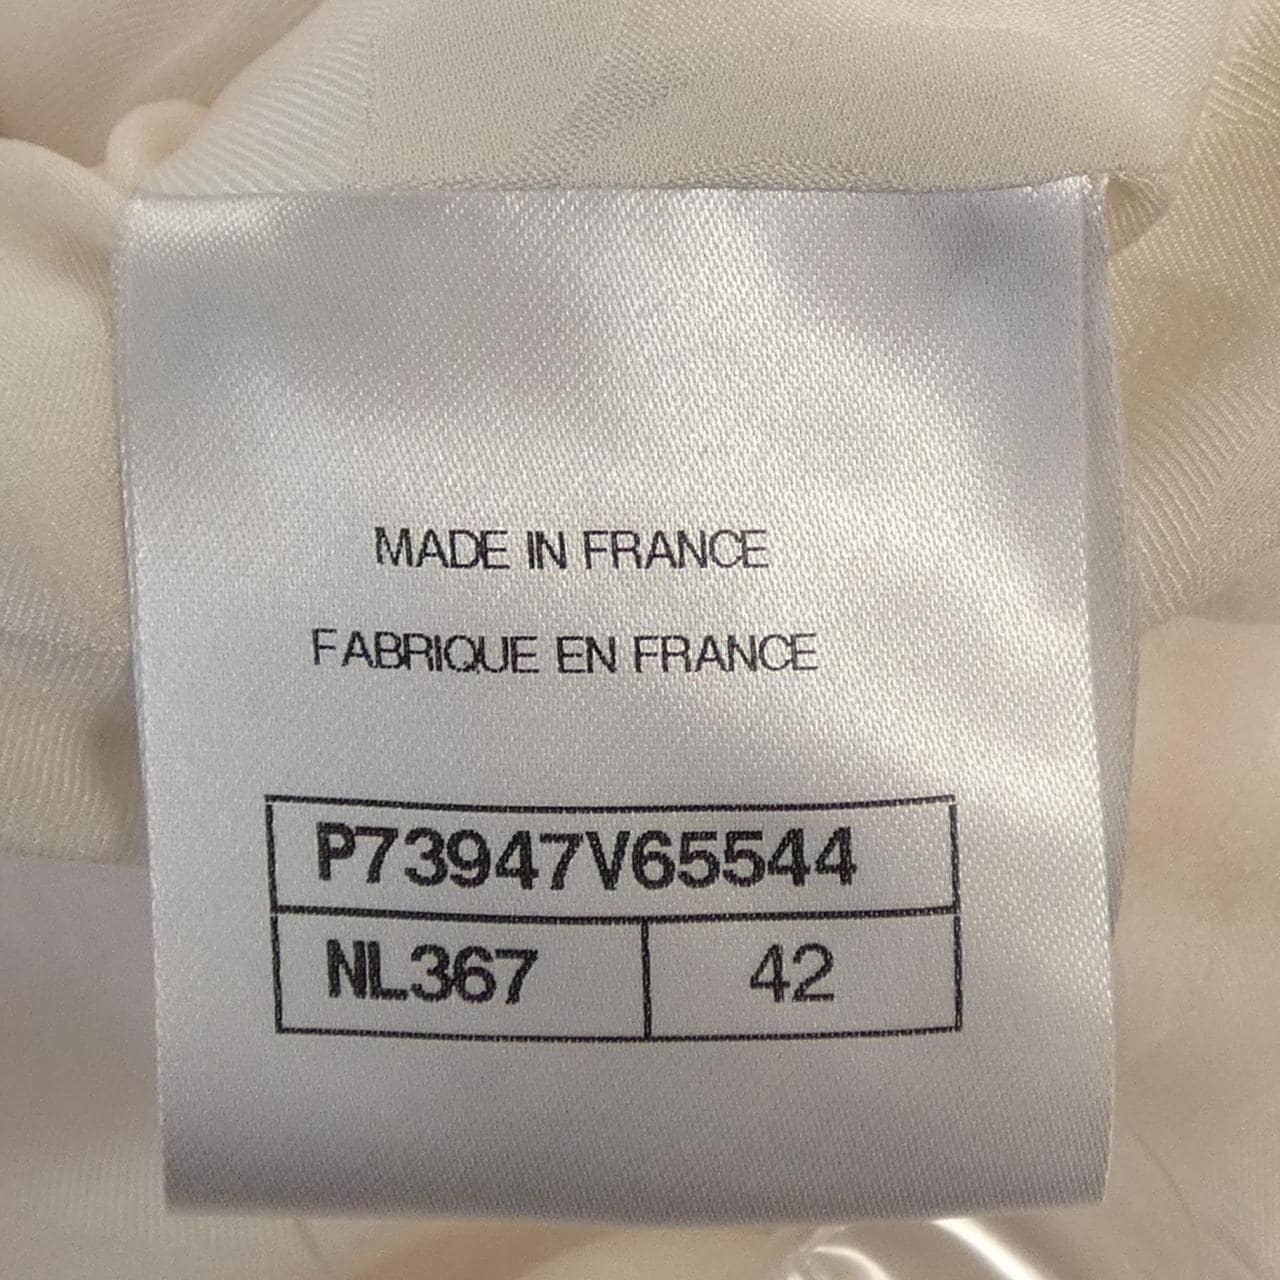 MADE IN FRANCE
FABRIQUE EN FRANCE
P73947V65544
NL367 42